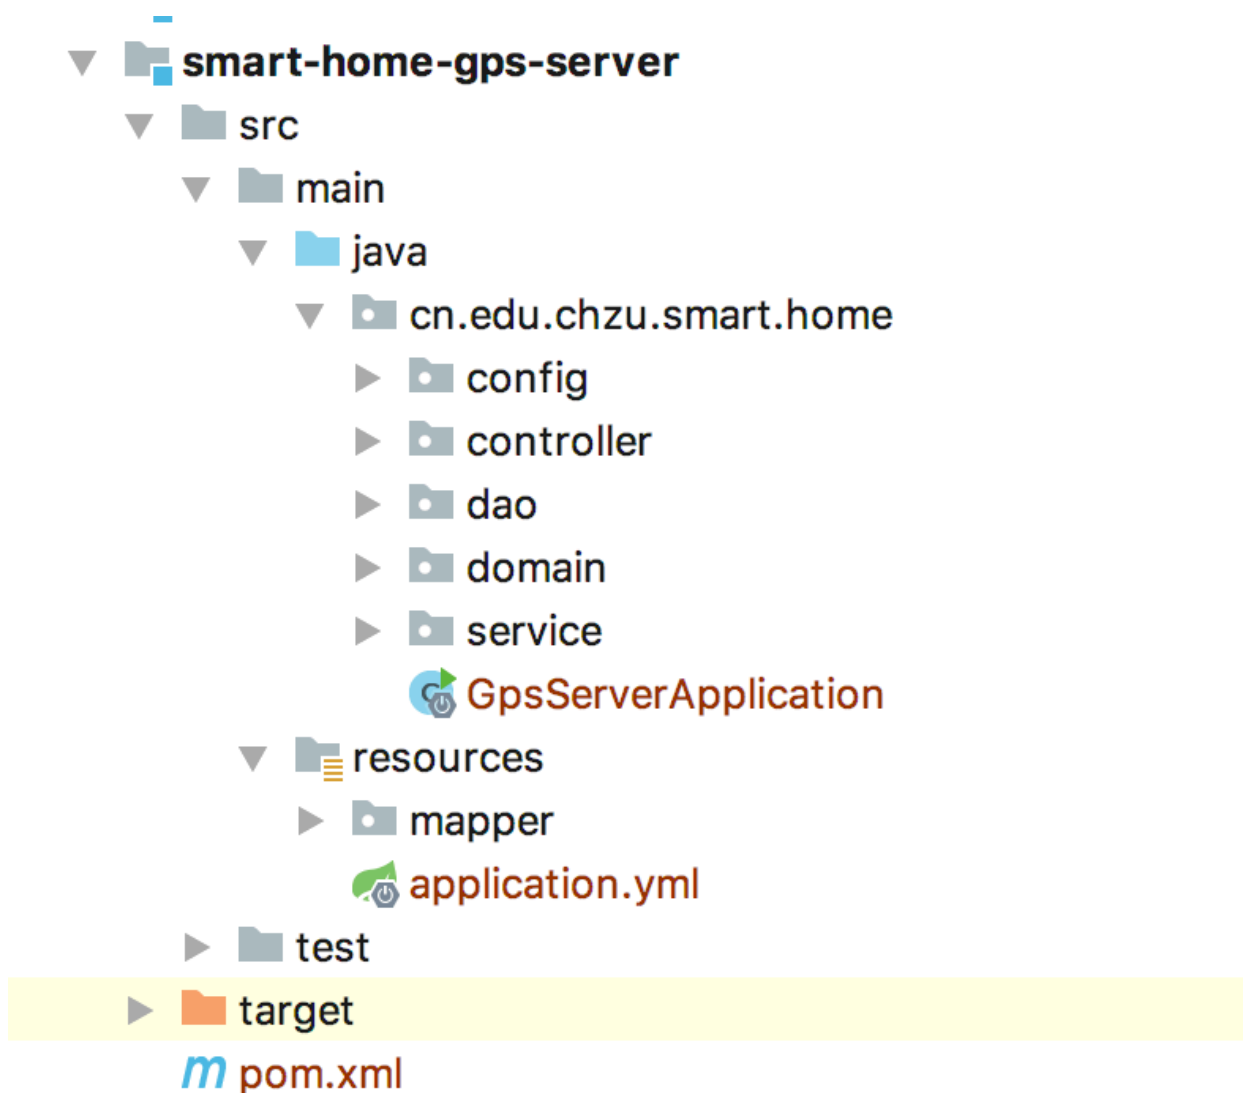 smart-home-gps-server
src
main
java
cn.edu.chzu.smart.home
config
controller
dao
domain
service
GpsServerApplication
resources
mapper
application.yml
test
target
pom.xml